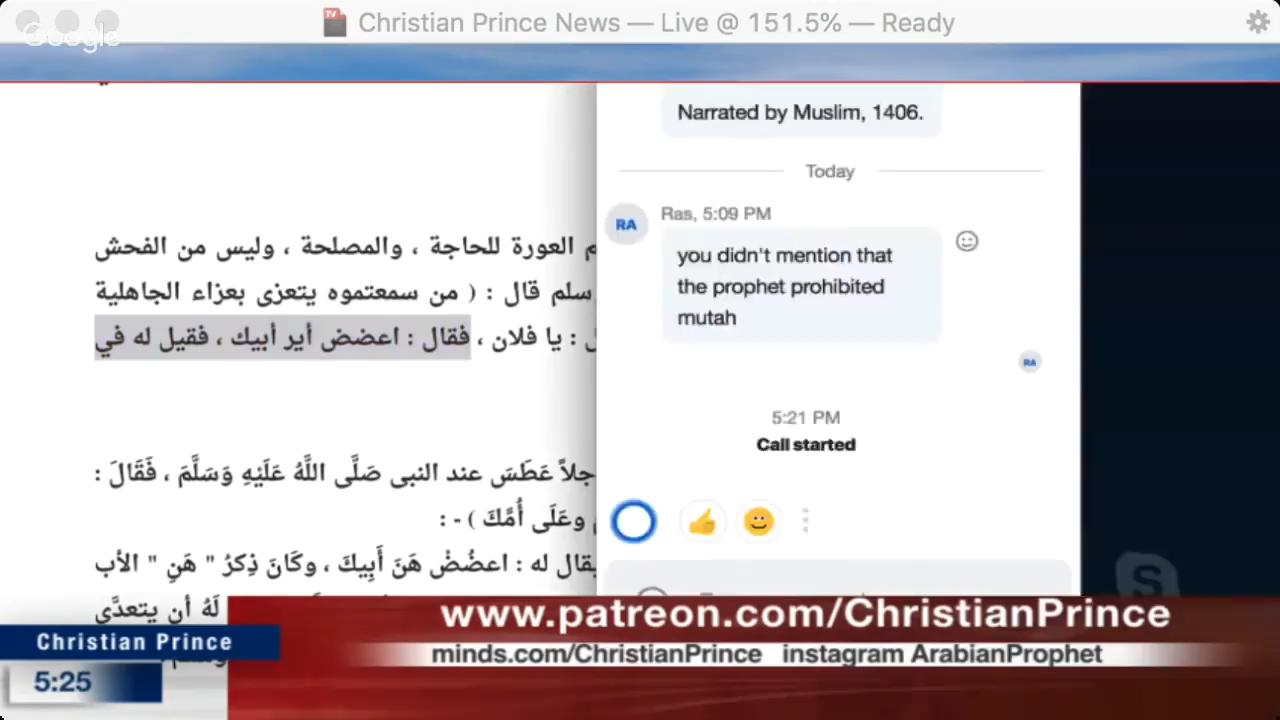 Christian Prince News — Live @ 151.5% — Ready
Google
م العورة للحاجة ، والمصلحة ، وليس من الفحش
سلم قال : ( من سمعتموه يتعزى بعزاء الجاهلية
ل : يا فلان ، فقال : اعضض أير أبيك ، فقيل له في
جلاً عَطَسَ عند النبى صَلَّى اللَّهُ عَلَيْهِ وَسَلَّمَ ، فَقَالَ :
وعَلَى أُمَّكَ ) - :
يقال له : اعضُضْ هَنَ أَبِيكَ ، وكَانَ ذِكرُ " هَنِ " الأب
لَهُ أن يتعدَّى
Narrated by Muslim, 1406.
Today
RA
Ras, 5:09 PM
you didn't mention that
the prophet prohibited
mutah
RA
5:21 PM
Call started
S
www.patreon.com/ChristianPrince
Christian Prince
minds.com/ChristianPrince instagram ArabianProphet
5:25